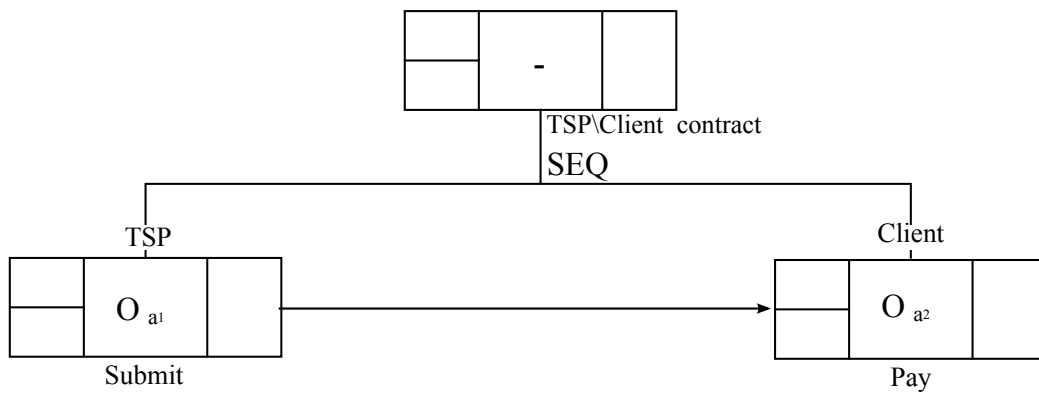 -
TSP\Client contract
SEQ
TSP
Client
O a1
O a2
Submit
Pay